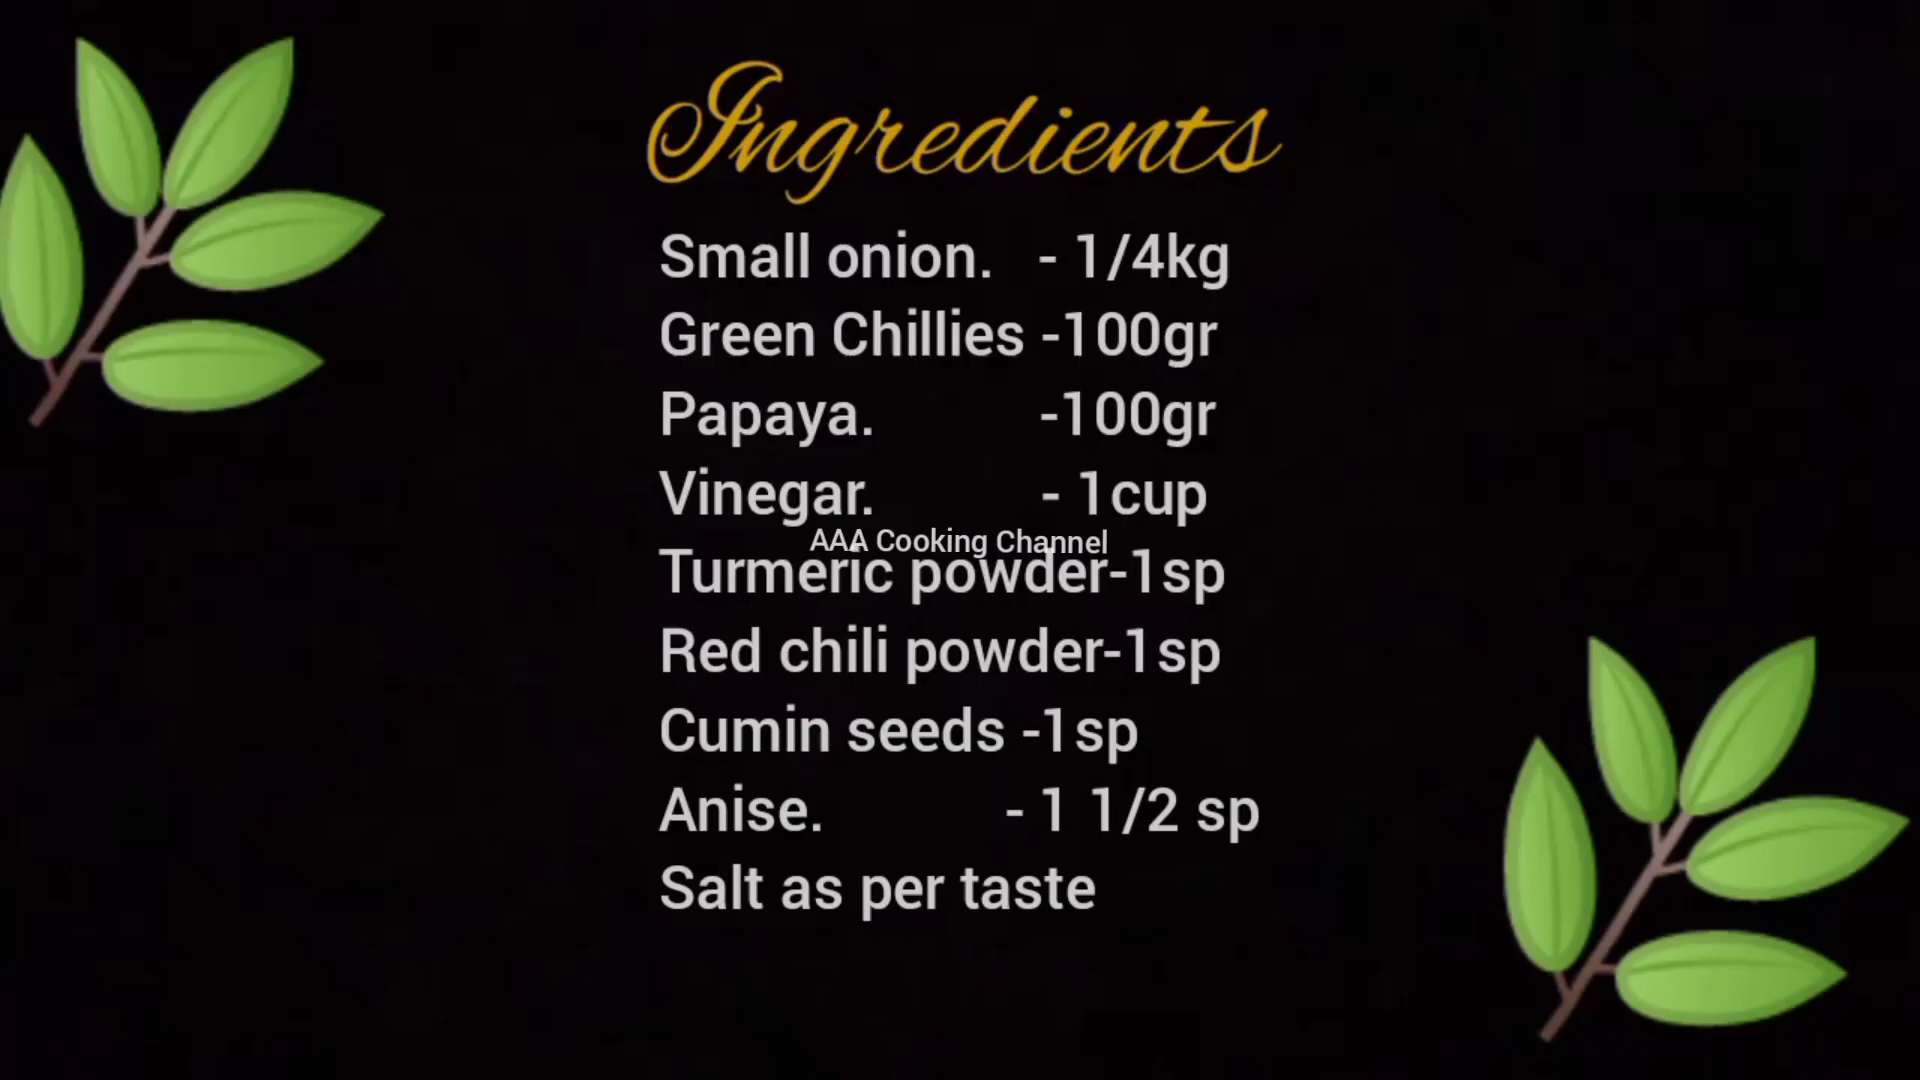 Ingredients
Small onion.   - 1/4kg
Green Chillies -100gr
Papaya.           -100gr
Vinegar.           - 1cup
AAA Cooking Channel
Turmeric powder-1sp
Red chili powder-1sp
Cumin seeds -1sp
Anise.            - 1 1/2 sp
Salt as per taste